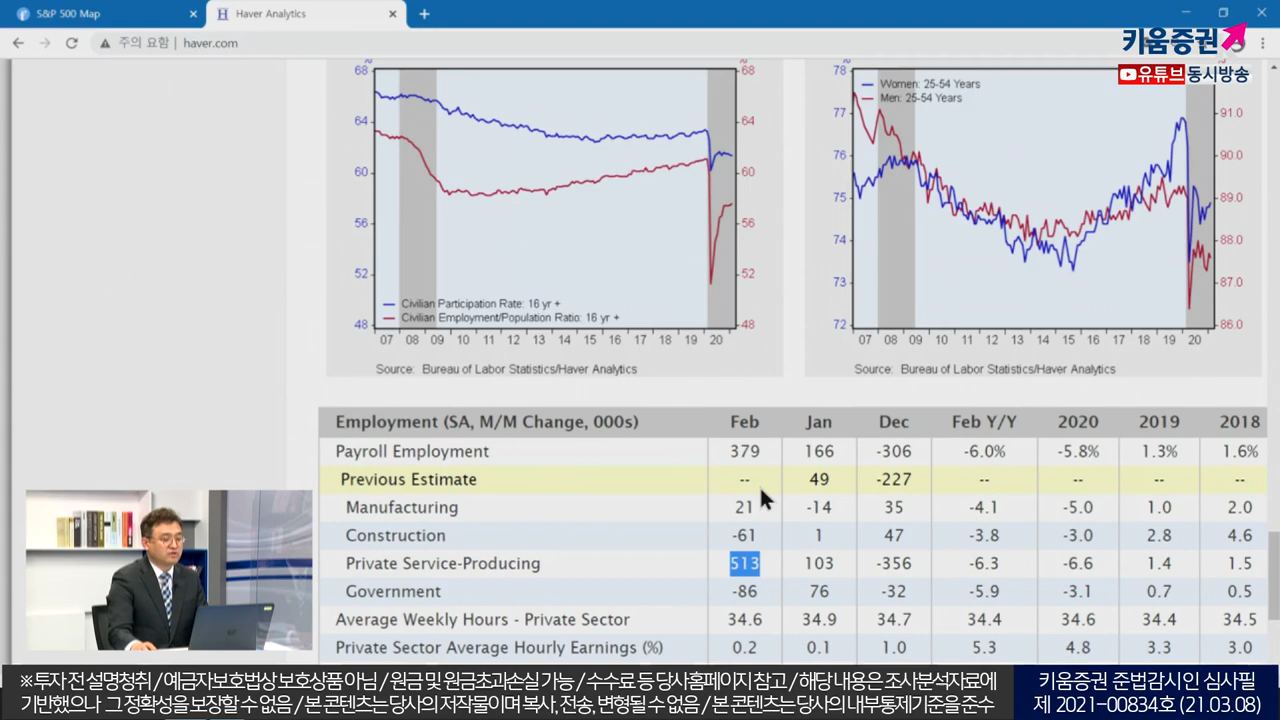 S&P 500 Map
Haver Analytics
주의 요함 | haver.com
키움증권
유튜브 동시방송
68 68
64 64
60 60
56 56
52 52
48 48
Civilian Participation Rate: 16 yr +
Civilian Employment/Population Ratio: 16 yr +
07 08 09 10 11 12 13 14 15 16 17 18 19 20
Source: Bureau of Labor Statistics/Haver Analytics
Women: 25-54 Years
Men: 25-54 Years
78
77 91.0
76 90.0
75 89.0
74 88.0
73 87.0
72 86.0
07 08 09 10 11 12 13 14 15 16 17 18 19 20
Source: Bureau of Labor Statistics/Haver Analytics
Employment (SA, M/M Change, 000s) Feb Jan Dec Feb Y/Y 2020 2019 2018
Payroll Employment 379 166 -306 -6.0% -5.8% 1.3% 1.6%
Previous Estimate -- 49 -227 -- -- -- --
Manufacturing 21 -14 35 -4.1 -5.0 1.0 2.0
Construction -61 1 47 -3.8 -3.0 2.8 4.6
Private Service-Producing 513 103 -356 -6.3 -6.6 1.4 1.5
Government -86 76 -32 -5.9 -3.1 0.7 0.5
Average Weekly Hours - Private Sector 34.6 34.9 34.7 34.4 34.6 34.4 34.5
Private Sector Average Hourly Earnings (%) 0.2 0.1 1.0 5.3 4.8 3.3 3.0
※ 투자 전 설명청취 / 예금자보호법상 보호상품 아님 / 원금 및 원금초과손실 가능 / 수수료 등 당사홈페이지 참고 / 해당 내용은 조사분석자료에
기반했으나 그 정확성을 보장할 수 없음 / 본 콘텐츠는 당사의 저작물이며 복사, 전송, 변형될 수 없음 / 본 콘텐츠는 당사의 내부통제기준을 준수
키움증권 준법감시인 심사필
제 2021-00834호 (21.03.08)